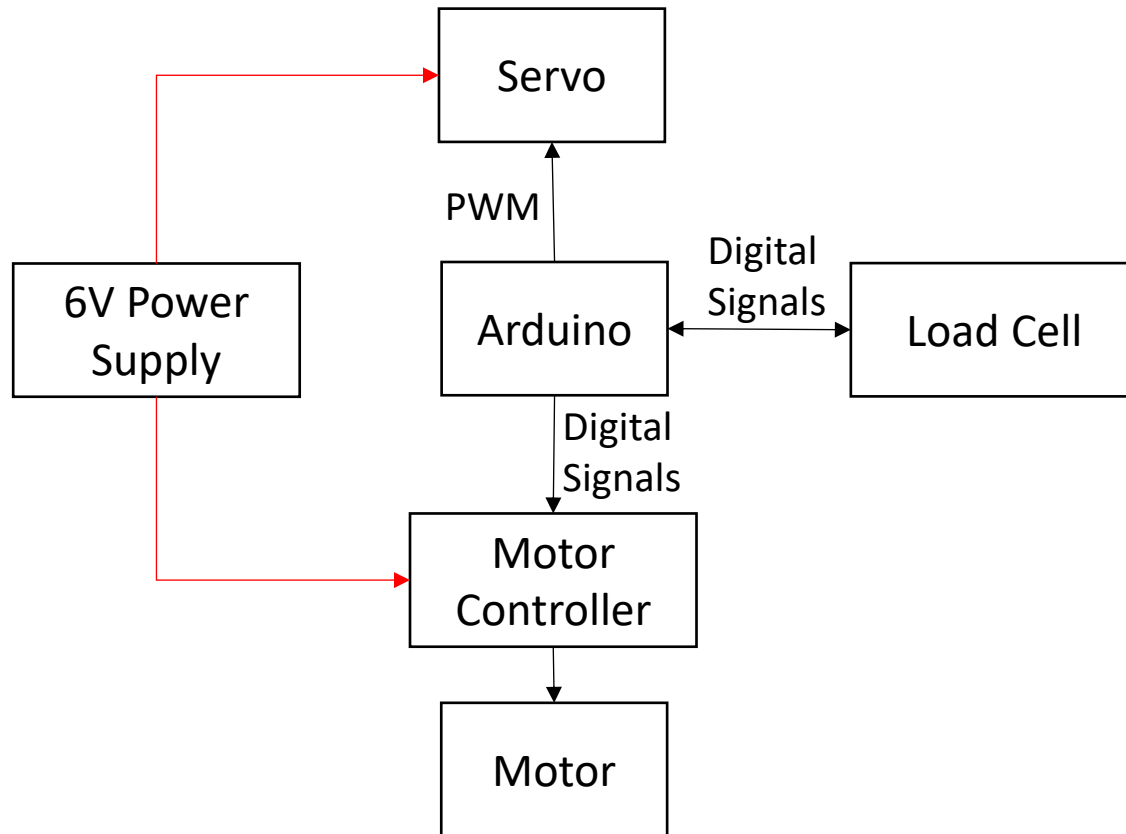 Servo
PWM
6V Power
Supply
Arduino
Digital
Signals
Load Cell
Digital
Signals
Motor
Controller
Motor